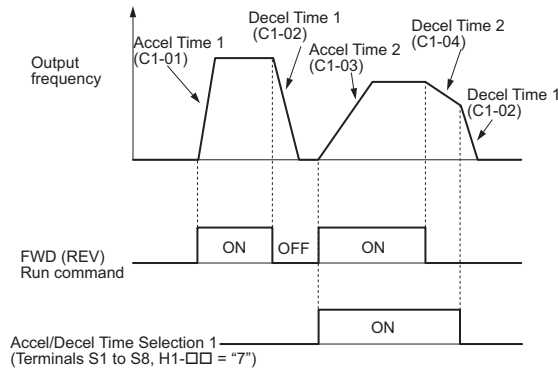 Output
frequency
Accel Time 1
(C1-01)
Decel Time 1
(C1-02)
Accel Time 2
(C1-03)
Decel Time 2
(C1-04)
Decel Time 1
(C1-02)
FWD (REV)
Run command
ON
OFF
ON
Accel/Decel Time Selection 1
(Terminals S1 to S8, H1-□□ = “7”)
ON